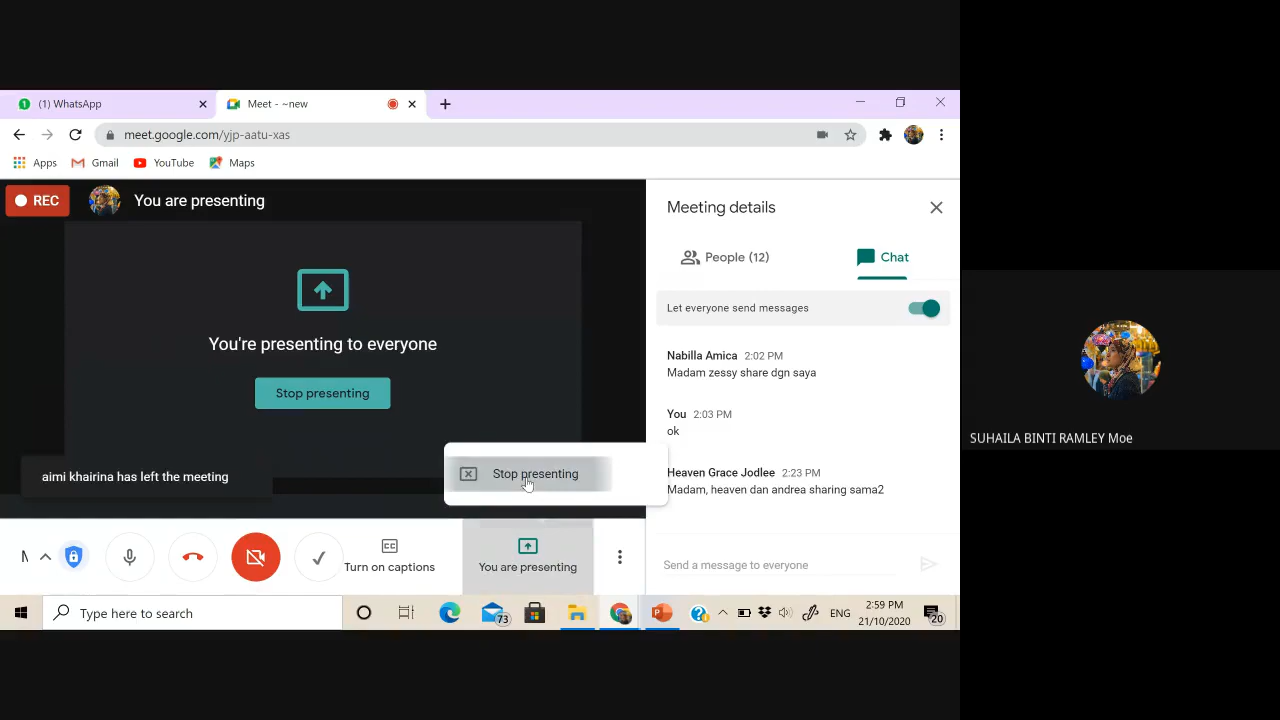 (1) WhatsApp
Meet - ~new
meet.google.com/yjp-aatu-xas
Apps
Gmail
YouTube
Maps
REC
You are presenting
You're presenting to everyone
Stop presenting
aimi khairina has left the meeting
Stop presenting
Turn on captions
You are presenting
Meeting details
People (12)
Chat
Let everyone send messages
Nabilla Amica 2:02 PM
Madam zessy share dgn saya
You 2:03 PM
ok
Heaven Grace Jodlee 2:23 PM
Madam, heaven dan andrea sharing sama2
Send a message to everyone
SUHAILA BINTI RAMLEY Moe
Type here to search
73
ENG
2:59 PM
21/10/2020
20